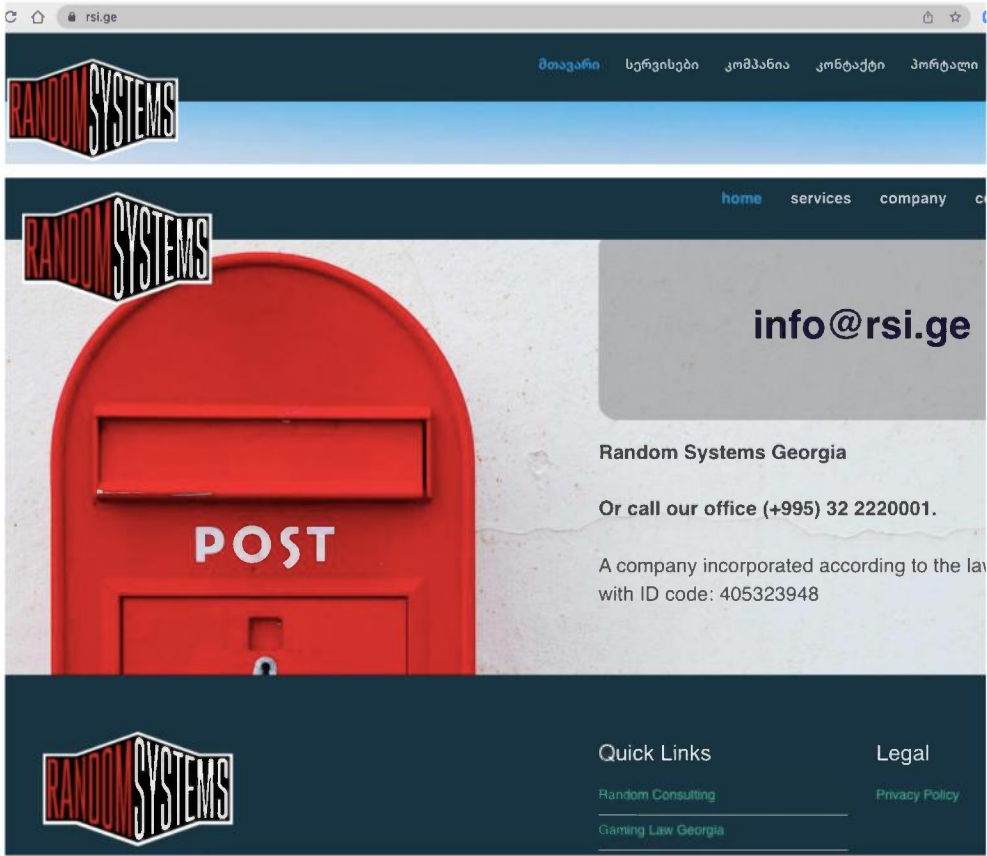 rsi.ge
RANDOM SYSTEMS
მთავარი სერვისები კომპანია კონტაქტი პორტალი
RANDOM SYSTEMS
home services company
info@rsi.ge
Random Systems Georgia
Or call our office (+995) 32 2220001.
POST
A company incorporated according to the
with ID code: 405323948
RANDOM SYSTEMS
Quick Links Legal
Random Consulting Privacy Policy
Gaming Law Georgia